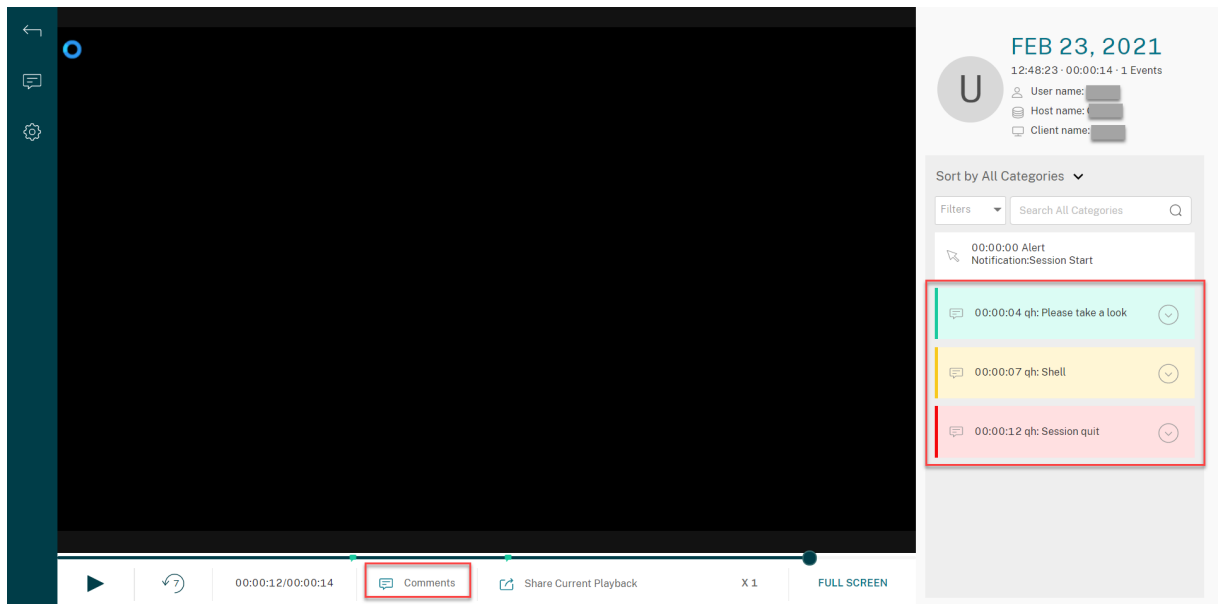 FEB 23, 2021
12:48:23 · 00:00:14 · 1 Events
U
User name:
Host name:
Client name:
Sort by All Categories
Filters
Search All Categories
00:00:00 Alert
Notification:Session Start
00:00:04 qh: Please take a look
00:00:07 qh: Shell
00:00:12 qh: Session quit
7
00:00:12/00:00:14
Comments
Share Current Playback
X 1
FULL SCREEN